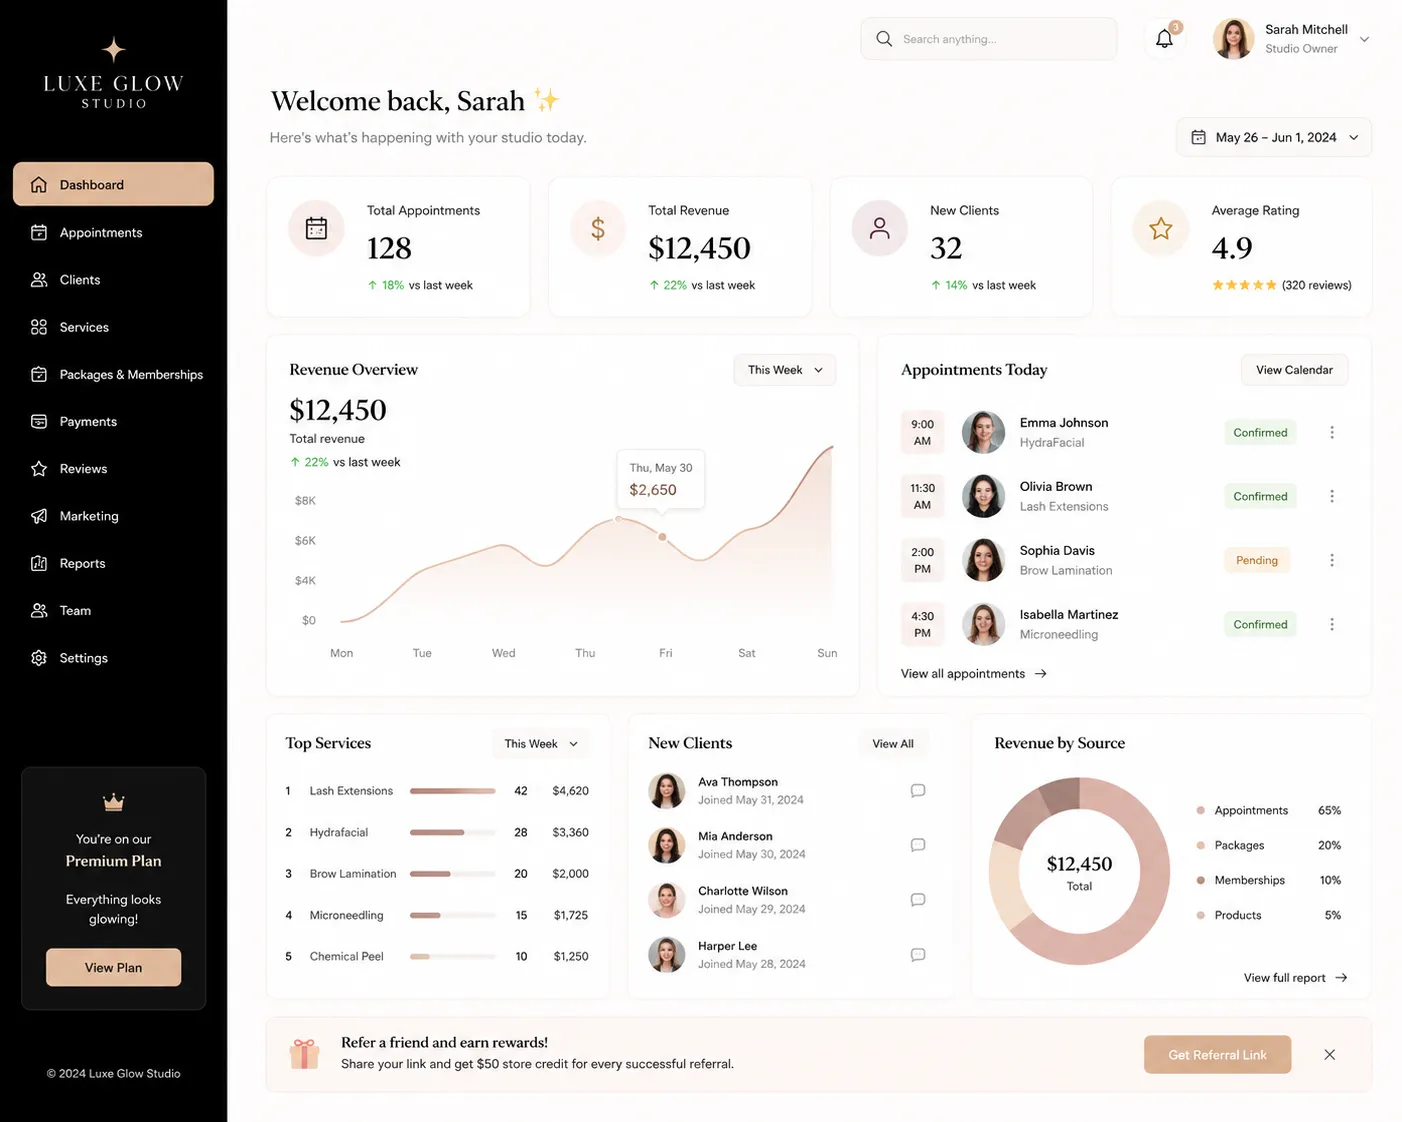 LUXE GLOW
STUDIO
Dashboard
Appointments
Clients
Services
Packages & Memberships
Payments
Reviews
Marketing
Reports
Team
Settings
You're on our
Premium Plan
Everything looks
glowing!
View Plan
© 2024 Luxe Glow Studio
Search anything...
3
Sarah Mitchell
Studio Owner
Welcome back, Sarah
Here's what's happening with your studio today.
May 26 – Jun 1, 2024
Total Appointments
128
↑ 18% vs last week
Total Revenue
$12,450
↑ 22% vs last week
New Clients
32
↑ 14% vs last week
Average Rating
4.9
★★★★★ (320 reviews)
Revenue Overview
This Week
$12,450
Total revenue
↑ 22% vs last week
Thu, May 30
$2,650
$8K
$6K
$4K
$0
Mon Tue Wed Thu Fri Sat Sun
Appointments Today
View Calendar
9:00
AM
Emma Johnson
HydraFacial
Confirmed
11:30
AM
Olivia Brown
Lash Extensions
Confirmed
2:00
PM
Sophia Davis
Brow Lamination
Pending
4:30
PM
Isabella Martinez
Microneedling
Confirmed
View all appointments →
Top Services
This Week
1 Lash Extensions 42 $4,620
2 Hydrafacial 28 $3,360
3 Brow Lamination 20 $2,000
4 Microneedling 15 $1,725
5 Chemical Peel 10 $1,250
New Clients
View All
Ava Thompson
Joined May 31, 2024
Mia Anderson
Joined May 30, 2024
Charlotte Wilson
Joined May 29, 2024
Harper Lee
Joined May 28, 2024
Revenue by Source
$12,450
Total
Appointments 65%
Packages 20%
Memberships 10%
Products 5%
View full report →
Refer a friend and earn rewards!
Share your link and get $50 store credit for every successful referral.
Get Referral Link